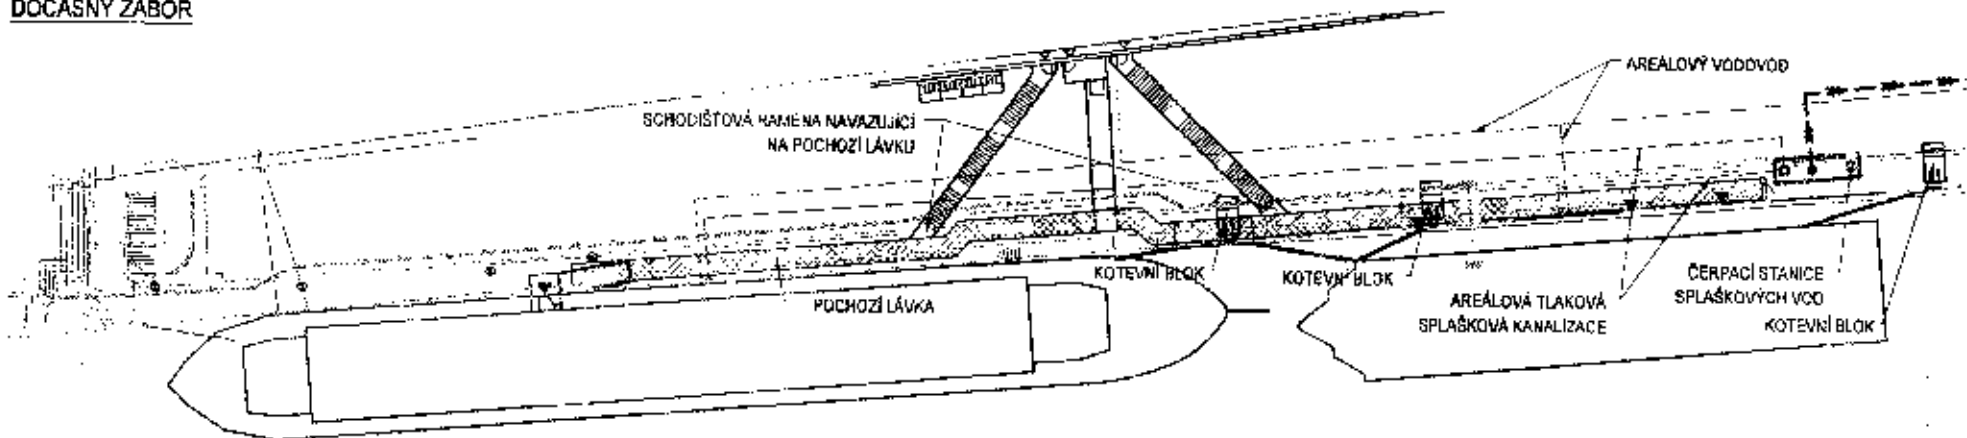 DOČASNÝ ZÁBOR
AREÁLOVÝ VODOVOD
SCHODIŠŤOVÁ RAMENA NAVAZUJÍCÍ
NA POCHOZÍ LÁVKU
KOTEVNÍ BLOK
KOTEVNÍ BLOK
ČERPACÍ STANICE
SPLAŠKOVÝCH VOD
POCHOZÍ LÁVKA
AREÁLOVÁ TLAKOVÁ
SPLAŠKOVÁ KANALIZACE
KOTEVNÍ BLOK